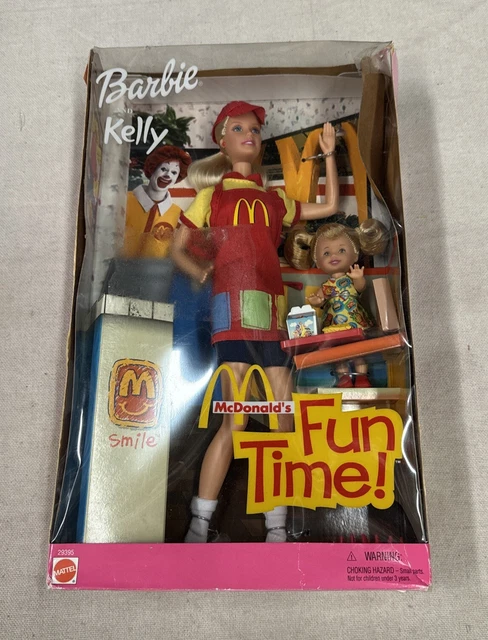 Barbie
Kelly
M
M
M
smile
McDonald's
Fun
Time!
29395
MATTEL
WARNING:
CHOKING HAZARD - Small parts.
Not for children under 3 years.